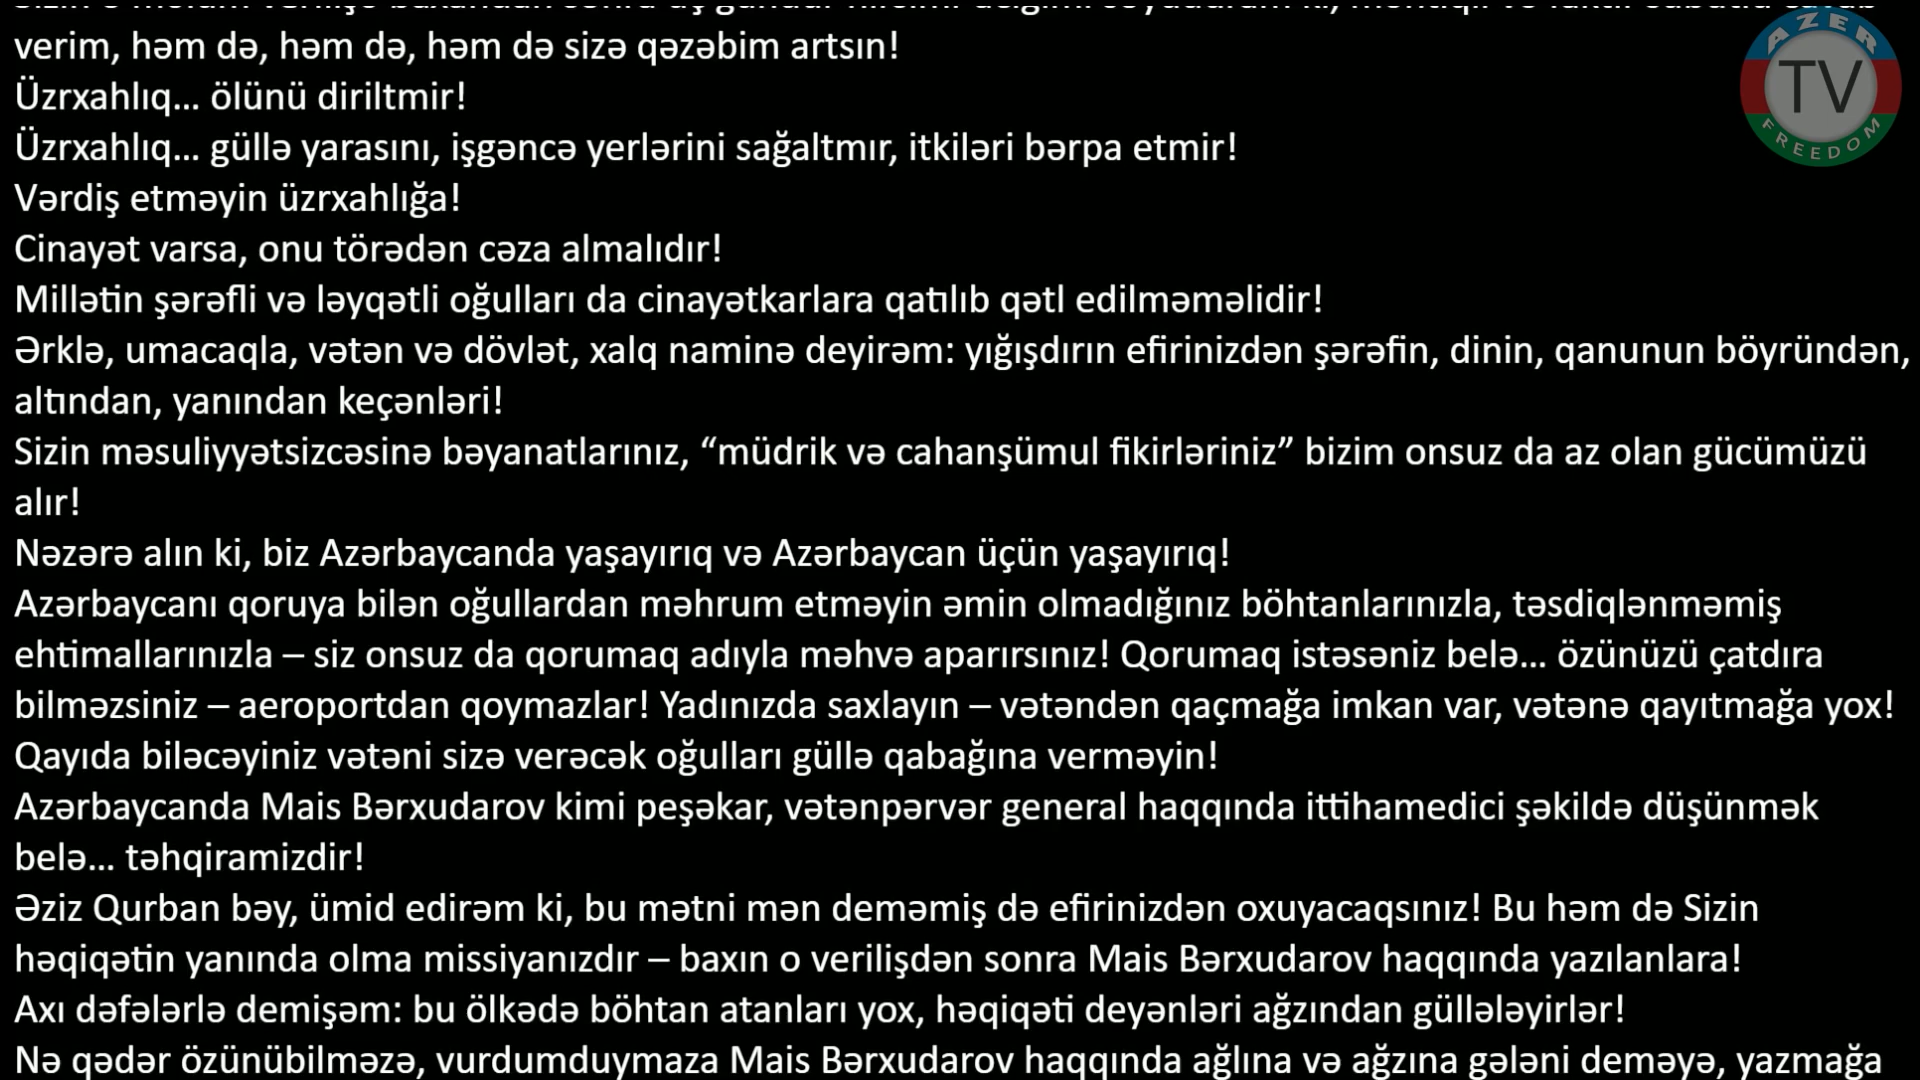 verim, həm də, həm də, həm də sizə qəzəbim artsın!
Üzrxahlıq... ölünü diriltmir!
Üzrxahlıq... güllə yarasını, işgəncə yerlərini sağaltmır, itkiləri bərpa etmir!
Vərdiş etməyin üzrxahlığa!
Cinayət varsa, onu törədən cəza almalıdır!
Millətin şərəfli və ləyqətli oğulları da cinayətkarlara qatılıb qətl edilməməlidir!
Ərklə, umacaqla, vətən və dövlət, xalq naminə deyirəm: yığışdırın efirinizdən şərəfin, dinin, qanunun böyründən,
altından, yanından keçənləri!
Sizin məsuliyyətsizcəsinə bəyanatlarınız, “müdrik və cahanşümul fikirləriniz” bizim onsuz da az olan gücümüzü
alır!
Nəzərə alın ki, biz Azərbaycanda yaşayırıq və Azərbaycan üçün yaşayırıq!
Azərbaycanı qoruya bilən oğullardan məhrum etməyin əmin olmadığınız böhtanlarınızla, təsdiqlənməmiş
ehtimallarınızla – siz onsuz da qorumaq adıyla məhvə aparırsınız! Qorumaq istəsəniz belə... özünüzü çatdıra
bilməzsiniz – aeroportdan qoymazlar! Yadınızda saxlayın – vətəndən qaçmağa imkan var, vətənə qayıtmağa yox!
Qayıda biləcəyiniz vətəni sizə verəcək oğulları güllə qabağına verməyin!
Azərbaycanda Mais Bərxudarov kimi peşəkar, vətənpərvər general haqqında ittihamedici şəkildə düşünmək
belə... təhqiramizdir!
Əziz Qurban bəy, ümid edirəm ki, bu mətni mən deməmiş də efirinizdən oxuyacaqsınız! Bu həm də Sizin
həqiqətin yanında olma missiyanızdır – baxın o verilişdən sonra Mais Bərxudarov haqqında yazılanlara!
Axı dəfələrlə demişəm: bu ölkədə böhtan atanları yox, həqiqəti deyənləri ağzından güllələyirlər!
Nə qədər özünübilməzə, vurdumduymaza Mais Bərxudarov haqqında ağlına və ağzına gələni deməyə, yazmağa
AZER
TV
FREEDOM